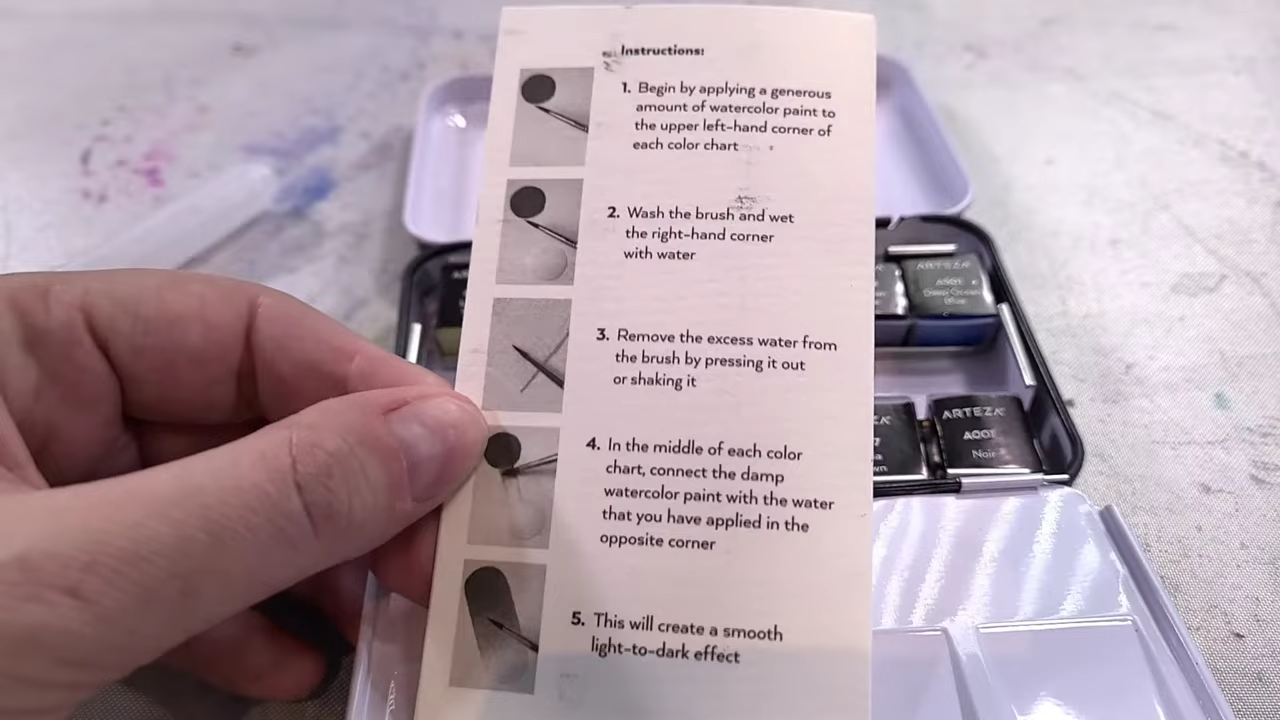 Instructions:
1. Begin by applying a generous
amount of watercolor paint to
the upper left-hand corner of
each color chart
2. Wash the brush and wet
the right-hand corner
with water
3. Remove the excess water from
the brush by pressing it out
or shaking it
4. In the middle of each color
chart, connect the damp
watercolor paint with the water
that you have applied in the
opposite corner
5. This will create a smooth
light-to-dark effect
ARTEZA
Blue
ARTEZA
A001
Noir